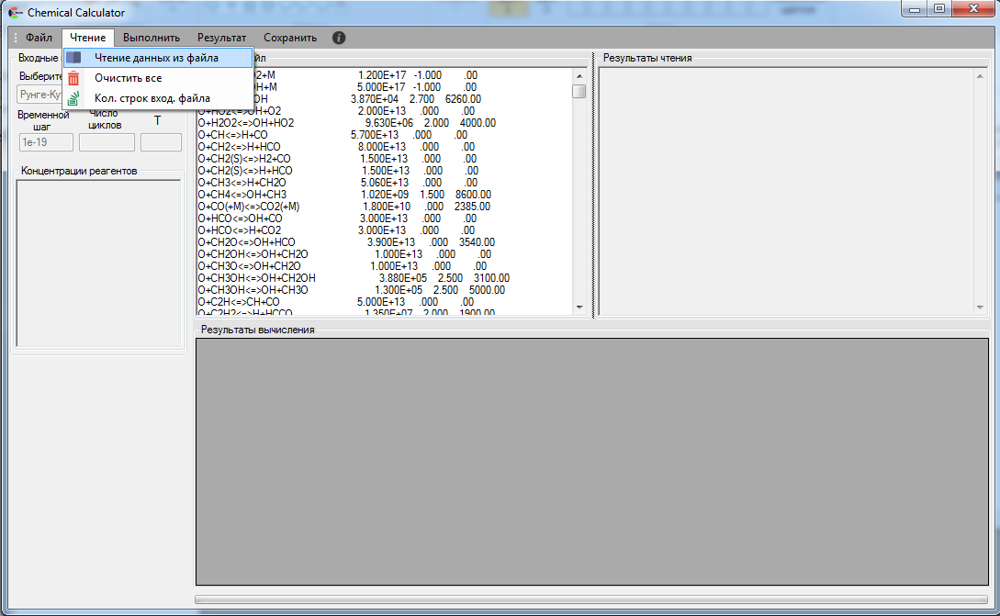 Chemical Calculator
Файл Чтение Выполнить Результат Сохранить
Чтение данных из файла
Очистить все
Кол. строк вход. файла
Входные
Выберите
Рунге-Ку
Временной шаг
Число циклов
T
1e-19
Концентрации реагентов
Результаты чтения
O2+M 1.200E+17 -1.000 .00
OH+M 5.000E+17 -1.000 .00
OH 3.870E+04 2.700 6260.00
O+HO2<=>OH+O2 2.000E+13 .000 .00
O+H2O2<=>OH+HO2 9.630E+06 2.000 4000.00
O+CH<=>H+CO 5.700E+13 .000 .00
O+CH2<=>H+HCO 8.000E+13 .000 .00
O+CH2(S)<=>H2+CO 1.500E+13 .000 .00
O+CH2(S)<=>H+HCO 1.500E+13 .000 .00
O+CH3<=>H+CH2O 5.060E+13 .000 .00
O+CH4<=>OH+CH3 1.020E+09 1.500 8600.00
O+CO(+M)<=>CO2(+M) 1.800E+10 .000 2385.00
O+HCO<=>OH+CO 3.000E+13 .000 .00
O+HCO<=>H+CO2 3.000E+13 .000 .00
O+CH2O<=>OH+HCO 3.900E+13 .000 3540.00
O+CH2OH<=>OH+CH2O 1.000E+13 .000 .00
O+CH3O<=>OH+CH2O 1.000E+13 .000 .00
O+CH3OH<=>OH+CH2OH 3.880E+05 2.500 3100.00
O+CH3OH<=>OH+CH3O 1.300E+05 2.500 5000.00
O+C2H<=>CH+CO 5.000E+13 .000 .00
O+C2H2<=>H+HCCO 1.350E+07 2.000 1900.00
Результаты вычисления